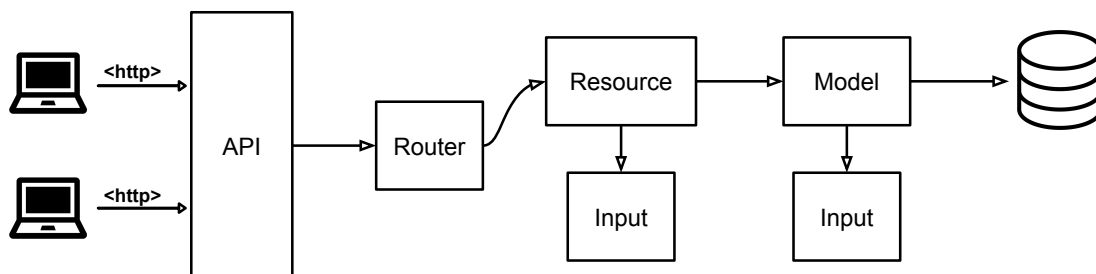 <http>
<http>
API
Router
Resource
Model
Input
Input